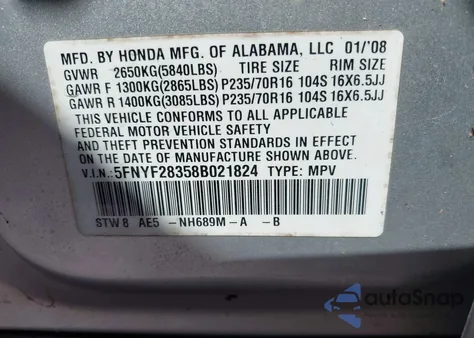 MFD. BY HONDA MFG. OF ALABAMA, LLC 01/'08
GVWR 2650KG(5840LBS) TIRE SIZE RIM SIZE
GAWR F 1300KG(2865LBS) P235/70R16 104S 16X6.5JJ
GAWR R 1400KG(3085LBS) P235/70R16 104S 16X6.5JJ
THIS VEHICLE CONFORMS TO ALL APPLICABLE
FEDERAL MOTOR VEHICLE SAFETY
AND THEFT PREVENTION STANDARDS IN EFFECT ON
THE DATE OF MANUFACTURE SHOWN ABOVE.
V.I.N.: 5FNYF28358B021824 TYPE: MPV
STW8 AE5 -NH689M-A -B
autoSnap